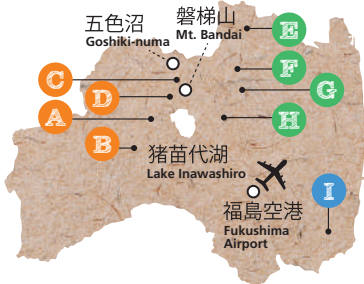 五色沼
Goshiki-numa
磐梯山
Mt. Bandai
E
C
F
D
G
A
H
B
猪苗代湖
Lake Inawashiro
福島空港
Fukushima
Airport
I